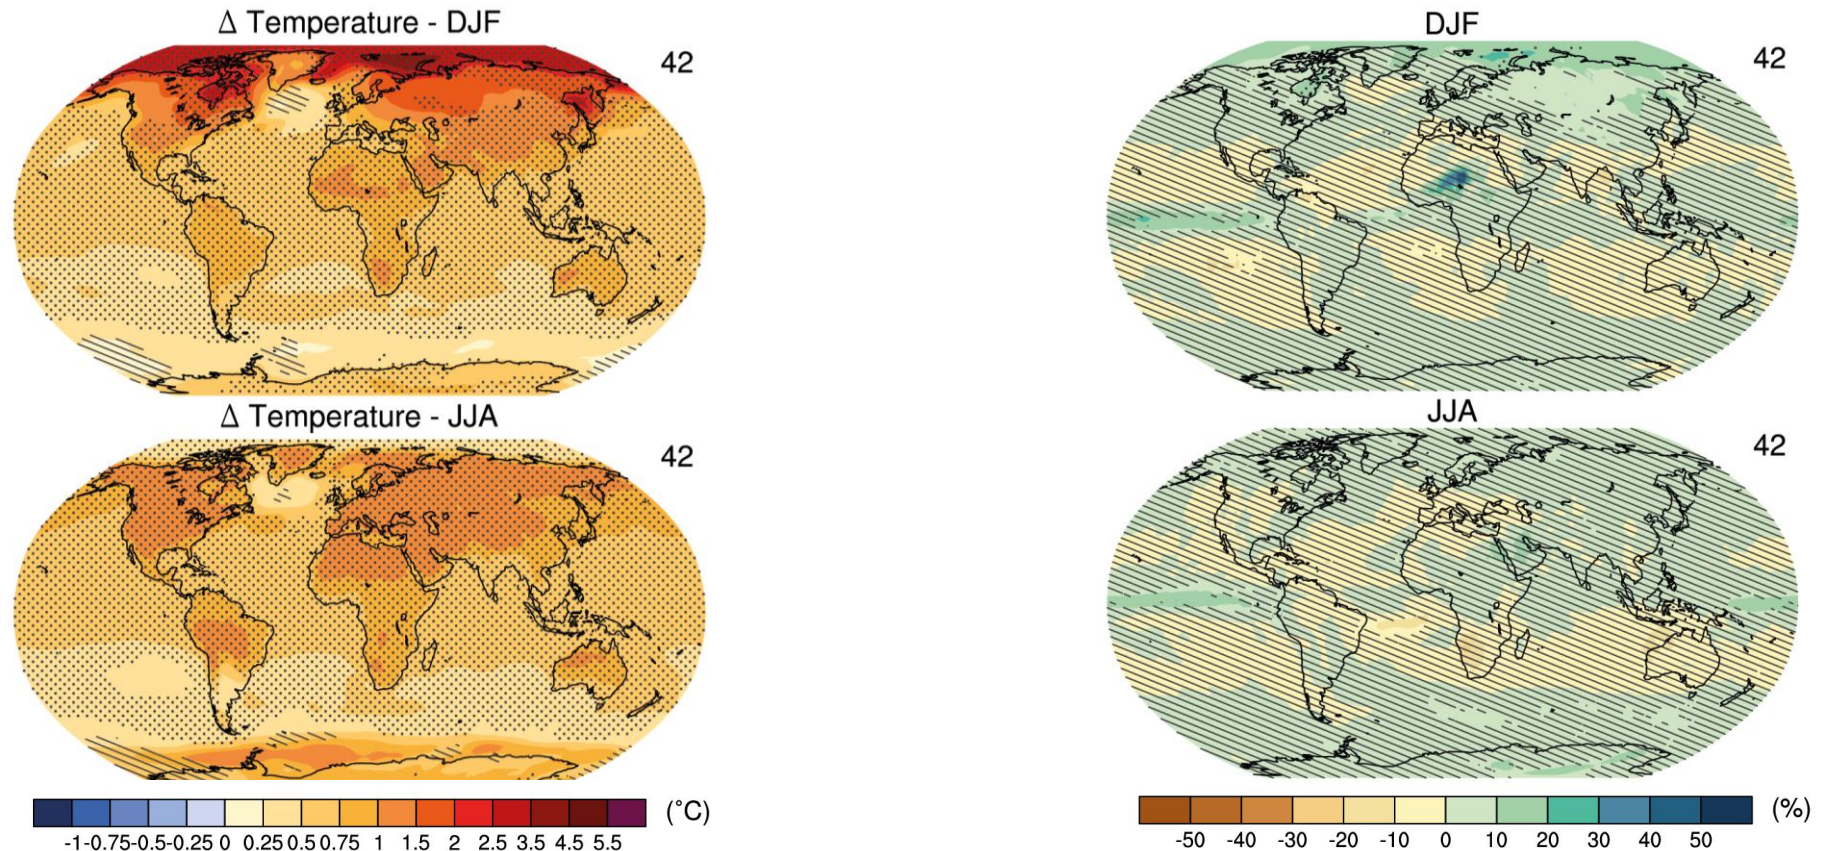 Δ Temperature - DJF
42
Δ Temperature - JJA
42
-1-0.75-0.5-0.25 0 0.25 0.5 0.75 1 1.5 2 2.5 3.5 4.5 5.5
(°C)
DJF
42
JJA
42
-50 -40 -30 -20 -10 0 10 20 30 40 50
(%)